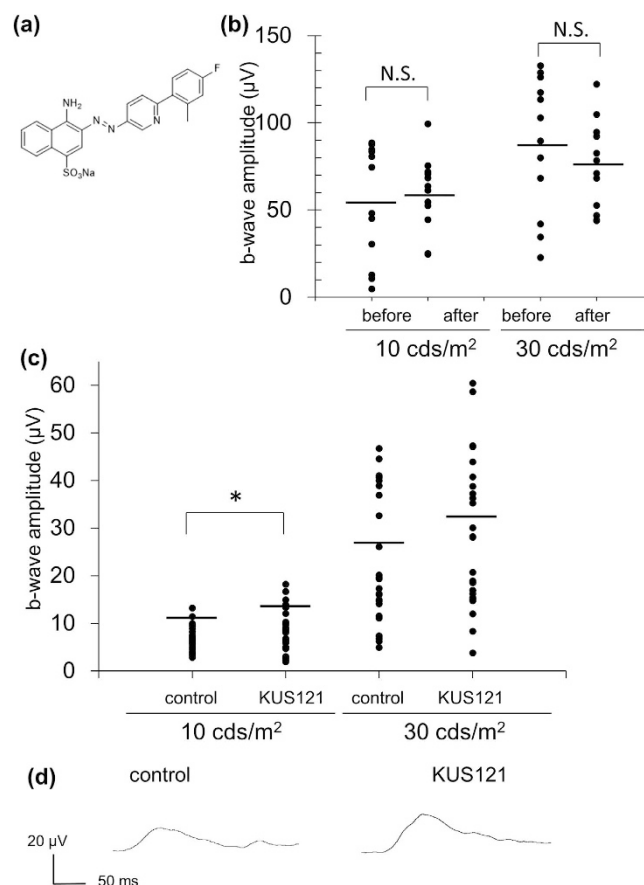 (a)
NH2
N
N
N
F
SO3Na
(b)
b-wave amplitude (µV)
150
100
50
0
N.S.
N.S.
before
after
before
after
10 cds/m2
30 cds/m2
(c)
b-wave amplitude (µV)
60
50
40
30
20
10
0
*
control
KUS121
control
KUS121
10 cds/m2
30 cds/m2
(d)
control
KUS121
20 µV
50 ms